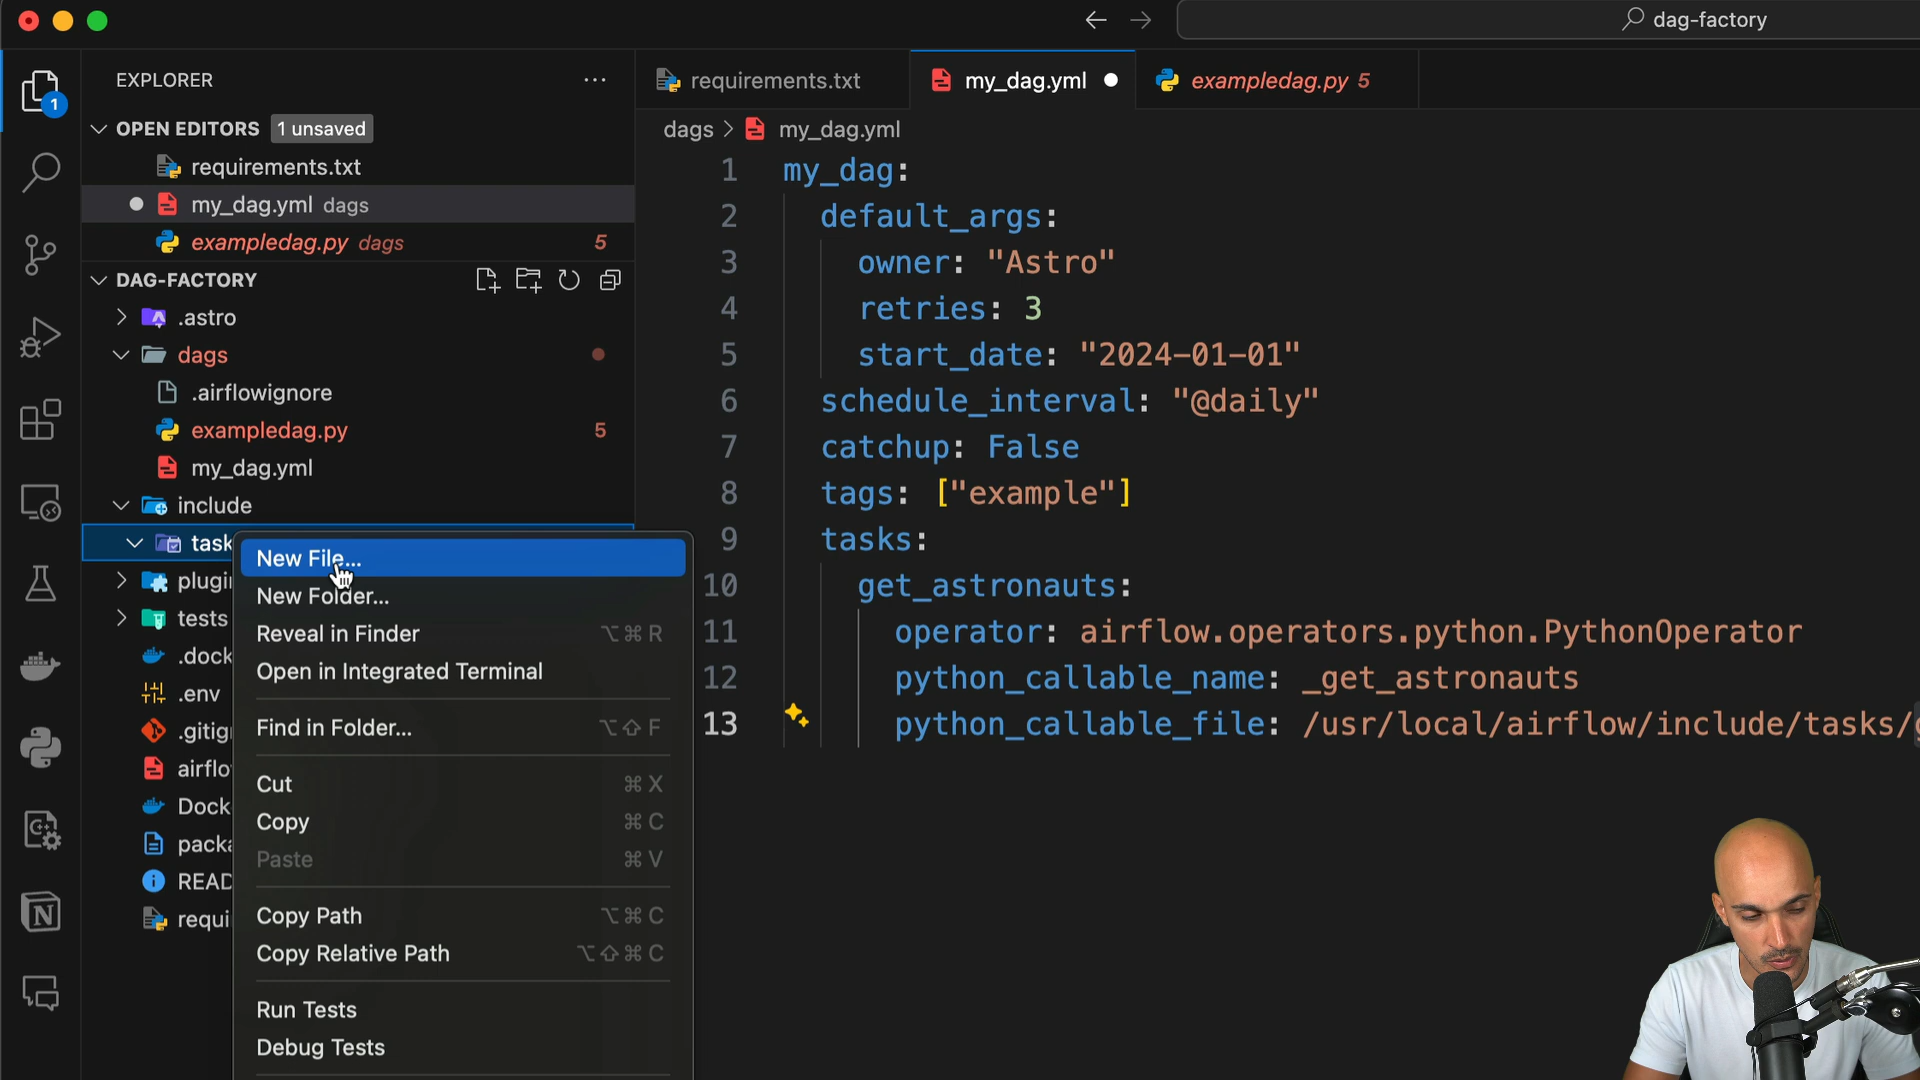 dag-factory
EXPLORER
1
OPEN EDITORS 1 unsaved
requirements.txt
my_dag.yml dags
exampledag.py dags 5
DAG-FACTORY
.astro
dags
.airflowignore
exampledag.py 5
my_dag.yml
include
task
plugi
tests
.dock
.env
.gitig
airflo
Dock
packa
READ
requi
New File...
New Folder...
Reveal in Finder ⌥⌘R
Open in Integrated Terminal
Find in Folder... ⌥⇧F
Cut ⌘X
Copy ⌘C
Paste ⌘V
Copy Path ⌥⌘C
Copy Relative Path ⌥⇧⌘C
Run Tests
Debug Tests
requirements.txt
my_dag.yml
exampledag.py 5
dags > my_dag.yml
1 my_dag:
2 default_args:
3 owner: "Astro"
4 retries: 3
5 start_date: "2024-01-01"
6 schedule_interval: "@daily"
7 catchup: False
8 tags: ["example"]
9 tasks:
10 get_astronauts:
11 operator: airflow.operators.python.PythonOperator
12 python_callable_name: _get_astronauts
13 python_callable_file: /usr/local/airflow/include/tasks/